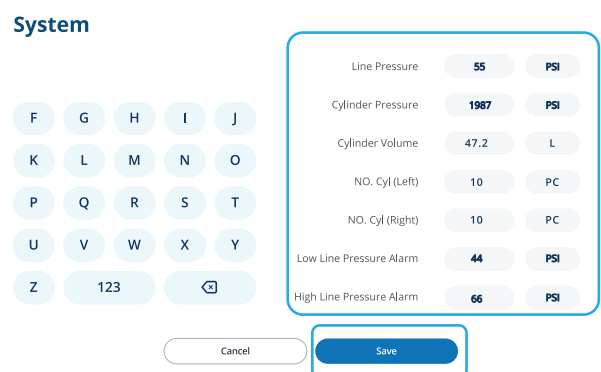 System
F G H I J
K L M N O
P Q R S T
U V W X Y
Z 123
Line Pressure 55 PSI
Cylinder Pressure 1987 PSI
Cylinder Volume 47.2 L
NO. Cyl (Left) 10 PC
NO. Cyl (Right) 10 PC
Low Line Pressure Alarm 44 PSI
High Line Pressure Alarm 66 PSI
Cancel Save